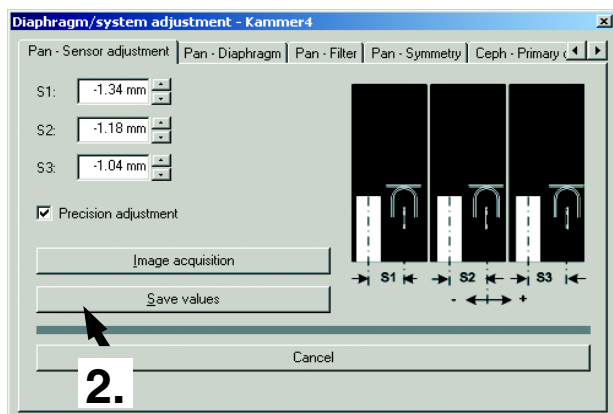 Diaphragm/system adjustment - Kammer4
Pan - Sensor adjustment Pan - Diaphragm Pan - Filter Pan - Symmetry Ceph - Primary
S1: -1.34 mm
S2: -1.18 mm
S3: -1.04 mm
Precision adjustment
Image acquisition
Save values
Cancel
S1 S2 S3
- +
2.